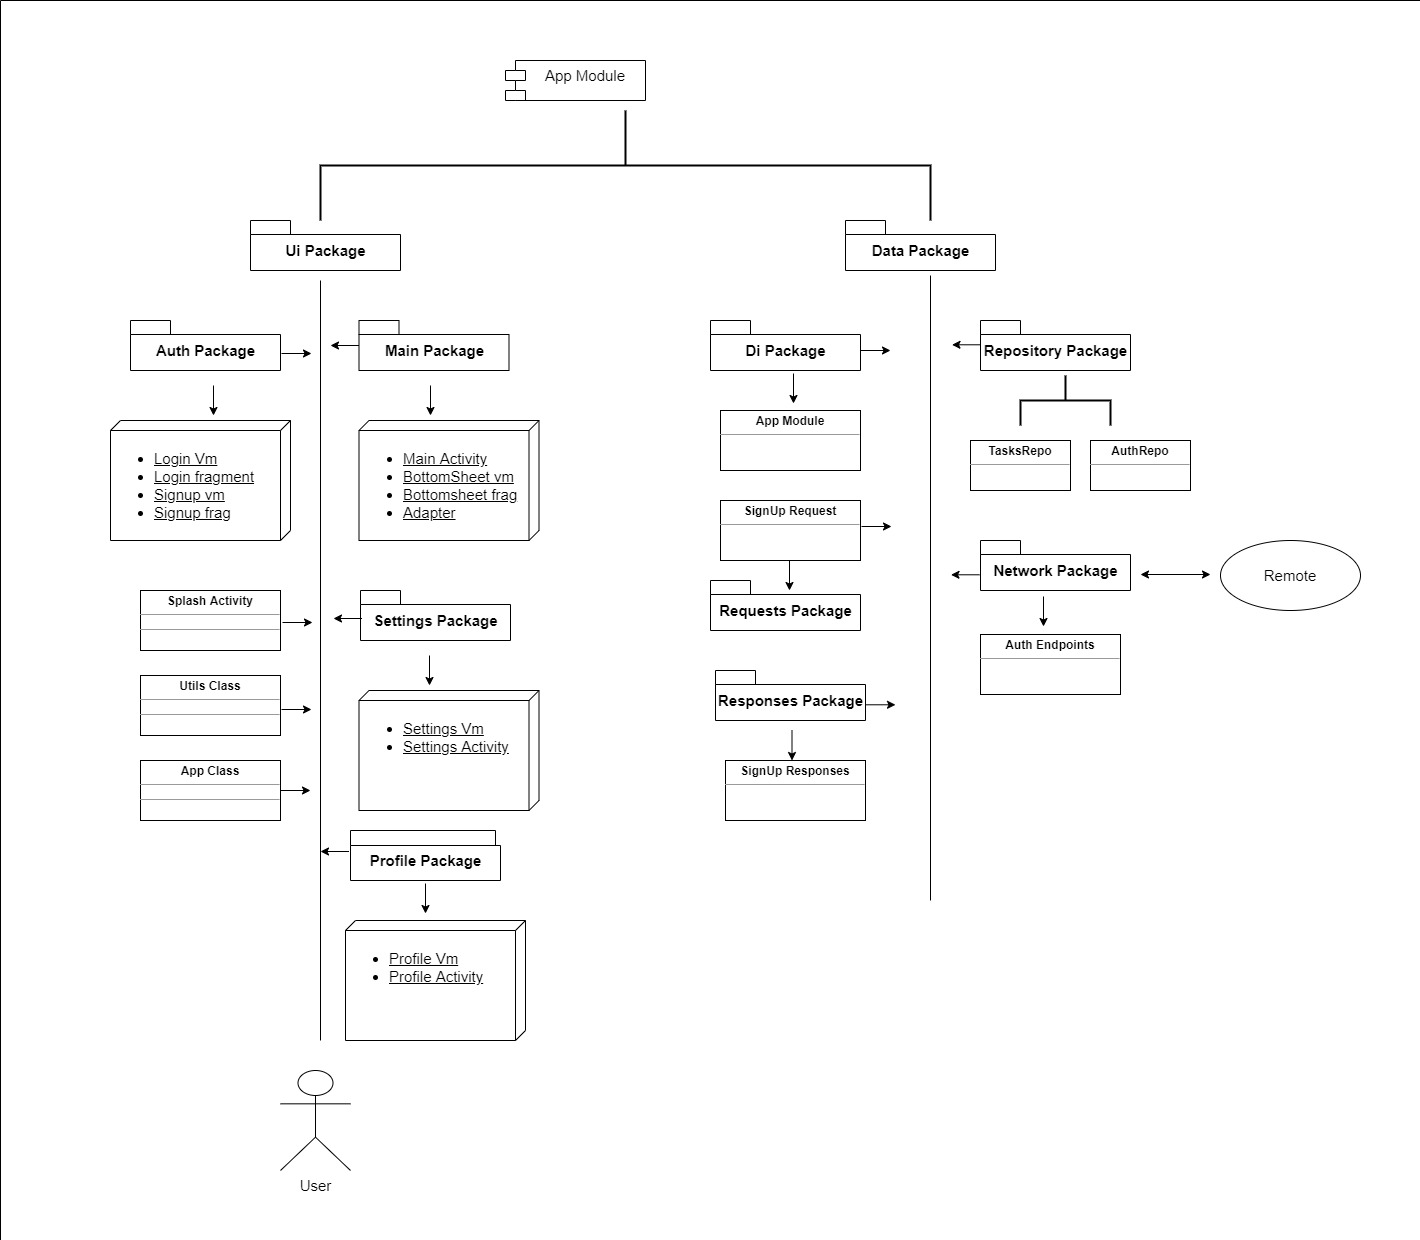 App Module
Ui Package
Data Package
Auth Package
Main Package
Di Package
Repository Package
Login Vm
Login fragment
Signup vm
Signup frag
Main Activity
BottomSheet vm
Bottomsheet frag
Adapter
App Module
TasksRepo
AuthRepo
SignUp Request
Network Package
Remote
Splash Activity
Settings Package
Requests Package
Auth Endpoints
Utils Class
Settings Vm
Settings Activity
Responses Package
App Class
SignUp Responses
Profile Package
Profile Vm
Profile Activity
User